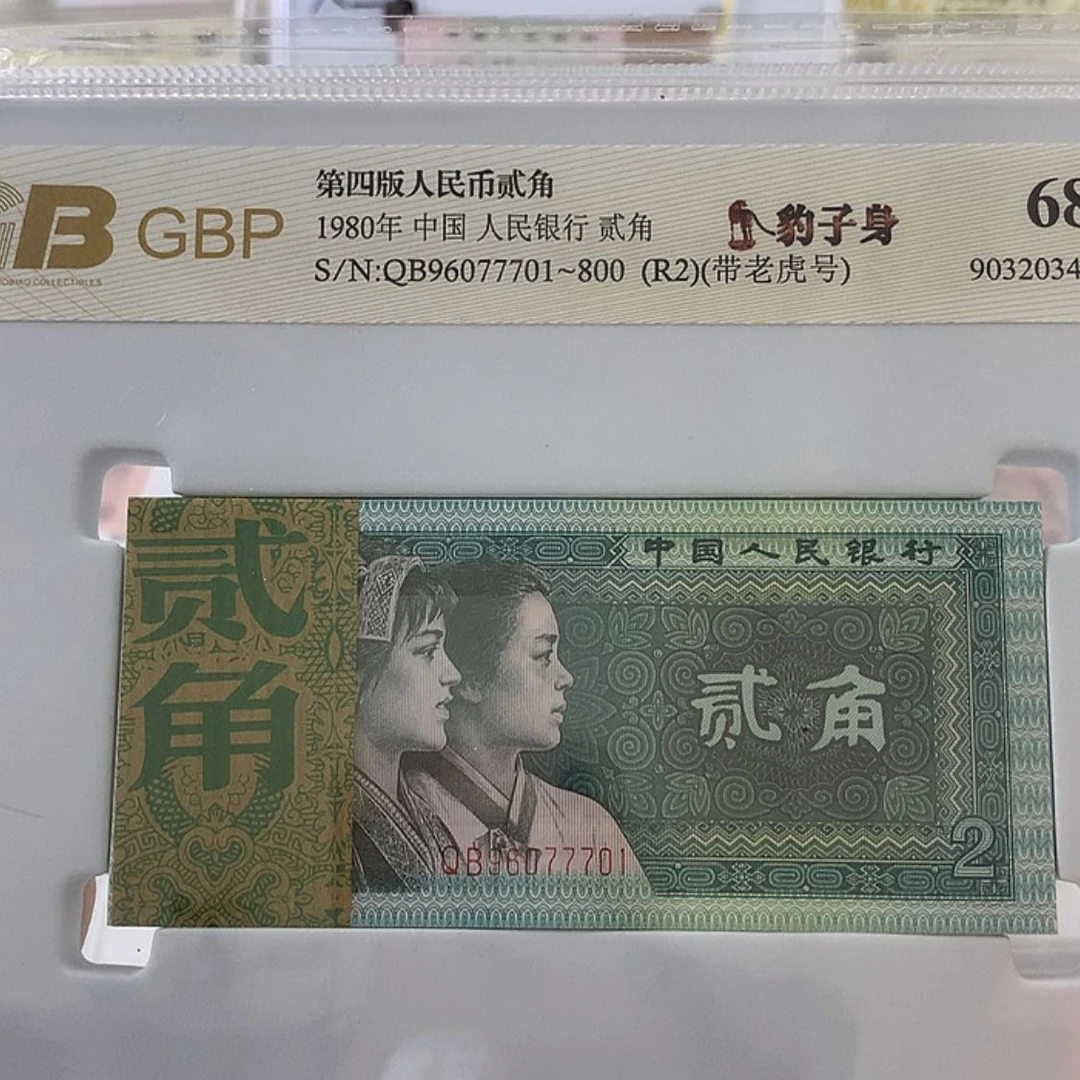 第四版人民币贰角
B GBP 1980年 中国 人民银行 贰角 豹子身 68
S/N:QB96077701~800 (R2)(带老虎号) 9032034
COLLECTIBLES
中国人民银行
贰角
贰角
QB96077701
2